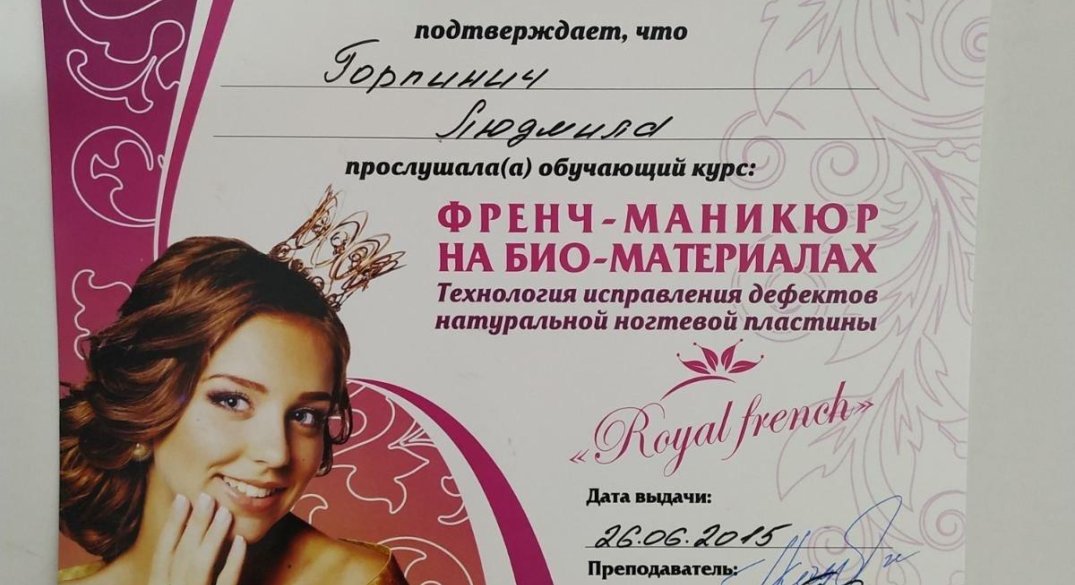 подтверждает, что
Горпинич
Людмила
прослушала(а) обучающий курс:
ФРЕНЧ-МАНИКЮР
НА БИО-МАТЕРИАЛАХ
Технология исправления дефектов
натуральной ногтевой пластины
«Royal french»
Дата выдачи:
26.06.2015
Преподаватель: